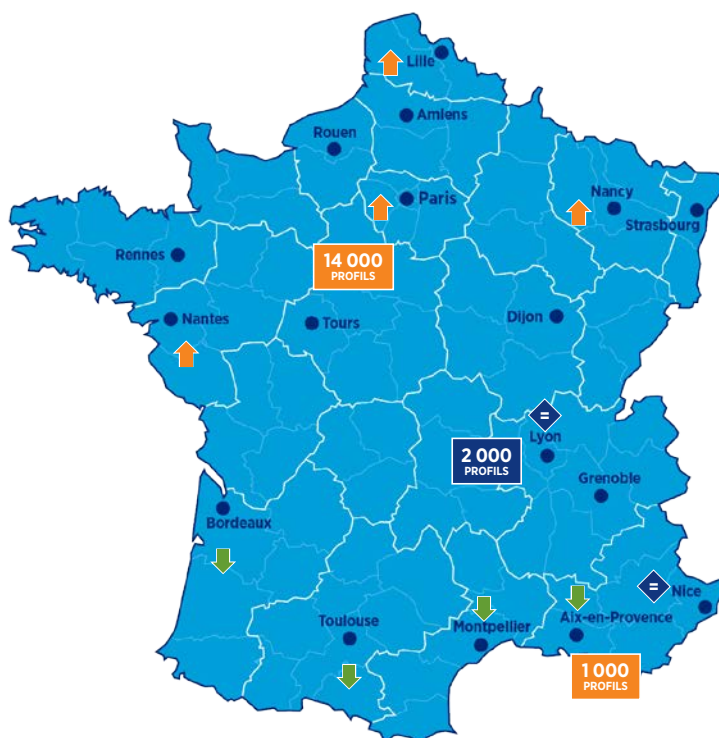 Lille
Amiens
Rouen
Paris
Nancy
Strasbourg
Rennes
14 000
PROFILS
Nantes
Tours
Dijon
=
Lyon
2 000
PROFILS
Grenoble
Bordeaux
=
Nice
Toulouse
Montpellier
Aix-en-Provence
1 000
PROFILS